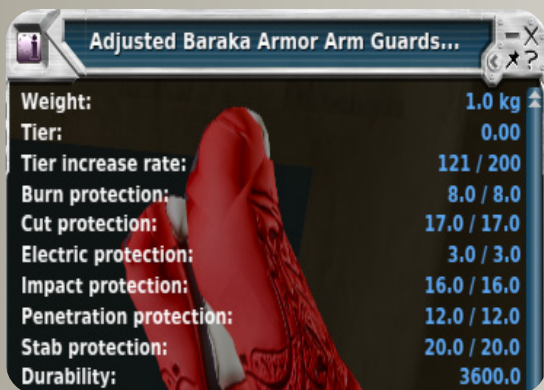 Adjusted Baraka Armor Arm Guards...
Weight: 1.0 kg
Tier: 0.00
Tier increase rate: 121 / 200
Burn protection: 8.0 / 8.0
Cut protection: 17.0 / 17.0
Electric protection: 3.0 / 3.0
Impact protection: 16.0 / 16.0
Penetration protection: 12.0 / 12.0
Stab protection: 20.0 / 20.0
Durability: 3600.0